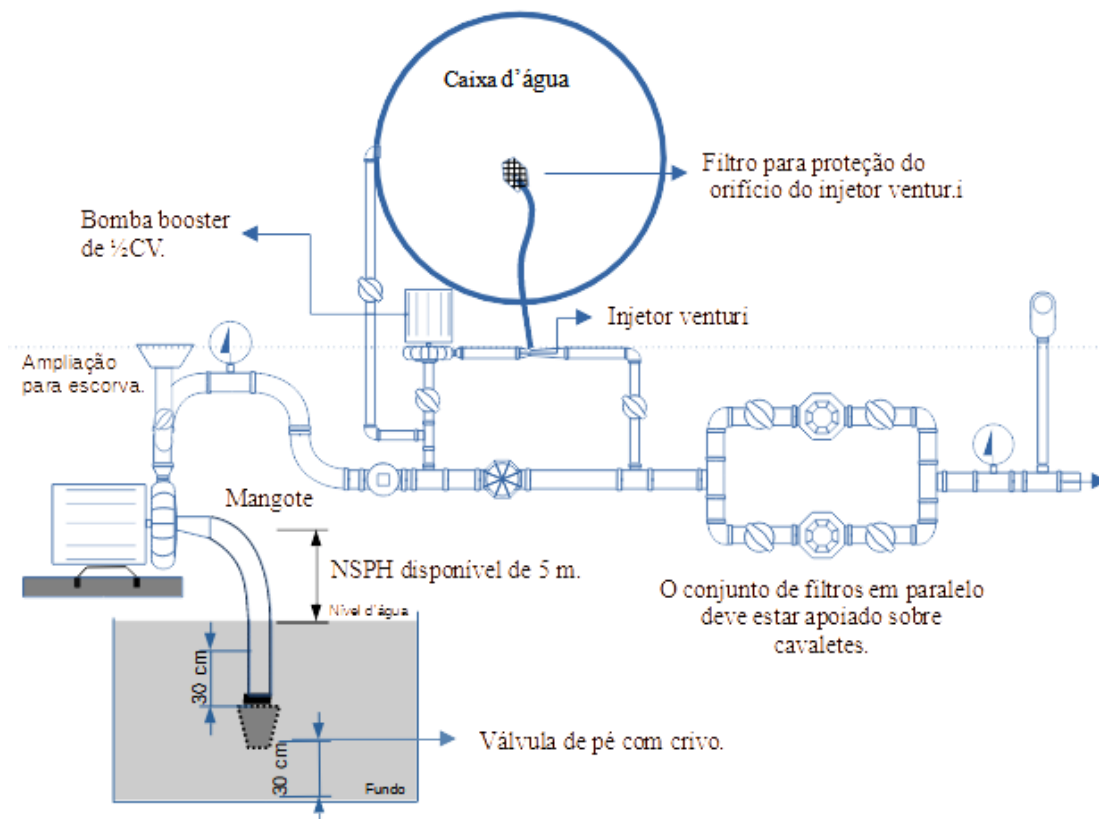 Caixa d’água
Filtro para proteção do
orifício do injetor ventur.i
Bomba booster
de ½CV.
Injetor venturi
Ampliação
para escorva.
Mangote
NSPH disponível de 5 m.
Nível d’água
O conjunto de filtros em paralelo
deve estar apoiado sobre
cavaletes.
30 cm
Válvula de pé com crivo.
30 cm
Fundo